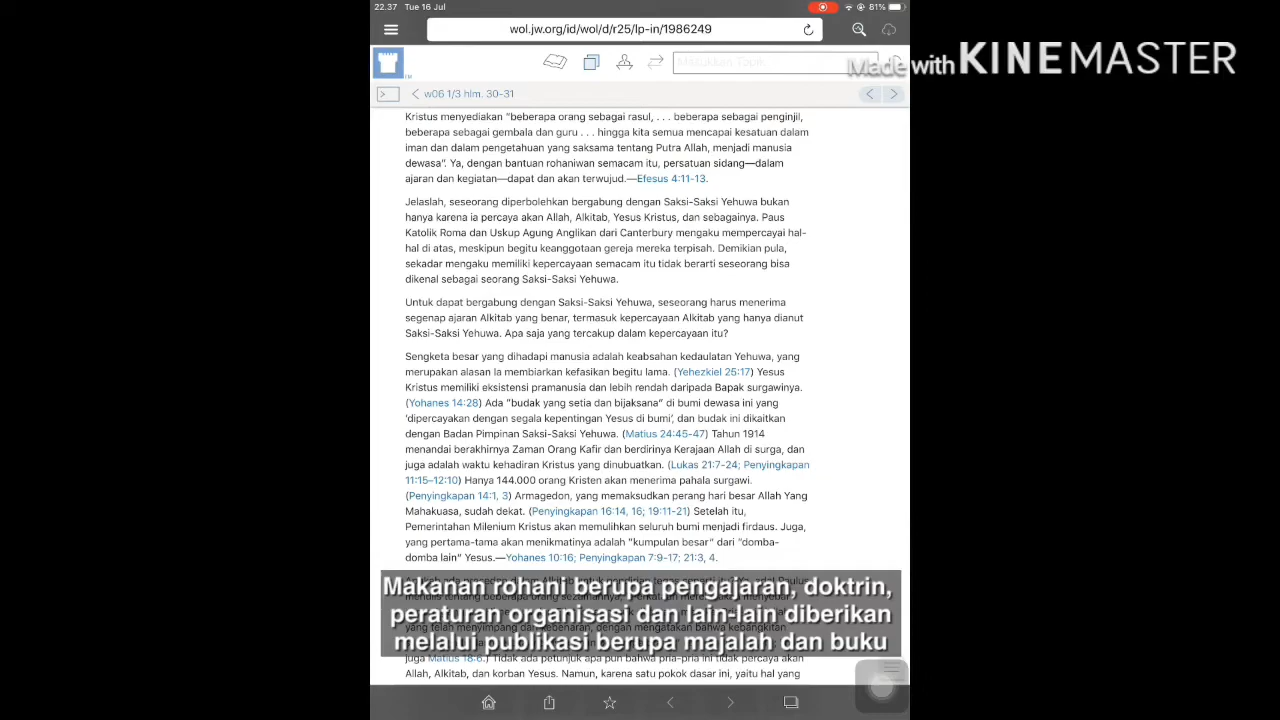 22.37 Tue 16 Jul
81%
wol.jw.org/id/wol/d/r25/lp-in/1986249
Masukkan Topik
Made with KINEMASTER
w06 1/3 hlm. 30-31
Kristus menyediakan “beberapa orang sebagai rasul, . . . beberapa sebagai penginjil,
beberapa sebagai gembala dan guru . . . hingga kita semua mencapai kesatuan dalam
iman dan dalam pengetahuan yang saksama tentang Putra Allah, menjadi manusia
dewasa”. Ya, dengan bantuan rohaniwan semacam itu, persatuan sidang—dalam
ajaran dan kegiatan—dapat dan akan terwujud.—Efesus 4:11-13.
Jelaslah, seseorang diperbolehkan bergabung dengan Saksi-Saksi Yehuwa bukan
hanya karena ia percaya akan Allah, Alkitab, Yesus Kristus, dan sebagainya. Paus
Katolik Roma dan Uskup Agung Anglikan dari Canterbury mengaku mempercayai hal-
hal di atas, meskipun begitu keanggotaan gereja mereka terpisah. Demikian pula,
sekadar mengaku memiliki kepercayaan semacam itu tidak berarti seseorang bisa
dikenal sebagai seorang Saksi-Saksi Yehuwa.
Untuk dapat bergabung dengan Saksi-Saksi Yehuwa, seseorang harus menerima
segenap ajaran Alkitab yang benar, termasuk kepercayaan Alkitab yang hanya dianut
Saksi-Saksi Yehuwa. Apa saja yang tercakup dalam kepercayaan itu?
Sengketa besar yang dihadapi manusia adalah keabsahan kedaulatan Yehuwa, yang
merupakan alasan Ia membiarkan kefasikan begitu lama. (Yehezkiel 25:17) Yesus
Kristus memiliki eksistensi pramanusia dan lebih rendah daripada Bapak surgawinya.
(Yohanes 14:28) Ada “budak yang setia dan bijaksana” di bumi dewasa ini yang
‘dipercayakan dengan segala kepentingan Yesus di bumi’, dan budak ini dikaitkan
dengan Badan Pimpinan Saksi-Saksi Yehuwa. (Matius 24:45-47) Tahun 1914
menandai berakhirnya Zaman Orang Kafir dan berdirinya Kerajaan Allah di surga, dan
juga adalah waktu kehadiran Kristus yang dinubuatkan. (Lukas 21:7-24; Penyingkapan
11:15–12:10) Hanya 144.000 orang Kristen akan menerima pahala surgawi.
(Penyingkapan 14:1, 3) Armagedon, yang memaksudkan perang hari besar Allah Yang
Mahakuasa, sudah dekat. (Penyingkapan 16:14, 16; 19:11-21) Setelah itu,
Pemerintahan Milenium Kristus akan memulihkan seluruh bumi menjadi firdaus. Juga,
yang pertama-tama akan menikmatinya adalah “kumpulan besar” dari “domba-
domba lain” Yesus.—Yohanes 10:16; Penyingkapan 7:9-17; 21:3, 4.
Makanan rohani berupa pengajaran, doktrin,
peraturan organisasi dan lain-lain diberikan
melalui publikasi berupa majalah dan buku
yang telah menyimpang dari kebenaran, dengan mengatakan bahwa kebangkitan
juga Matius 18:6.) Tidak ada petunjuk apa pun bahwa pria-pria ini tidak percaya akan
Allah, Alkitab, dan korban Yesus. Namun, karena satu pokok dasar ini, yaitu hal yang